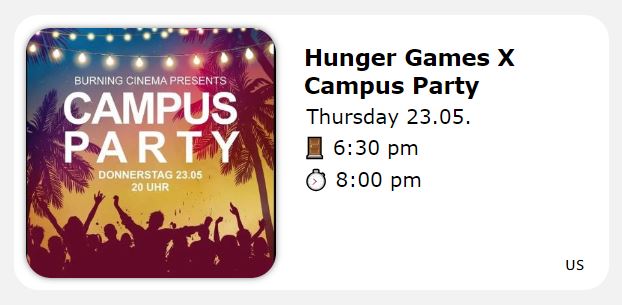 BURNING CINEMA PRESENTS
CAMPUS
PARTY
DONNERSTAG 23.05
20 UHR
Hunger Games X
Campus Party
Thursday 23.05.
6:30 pm
8:00 pm
US